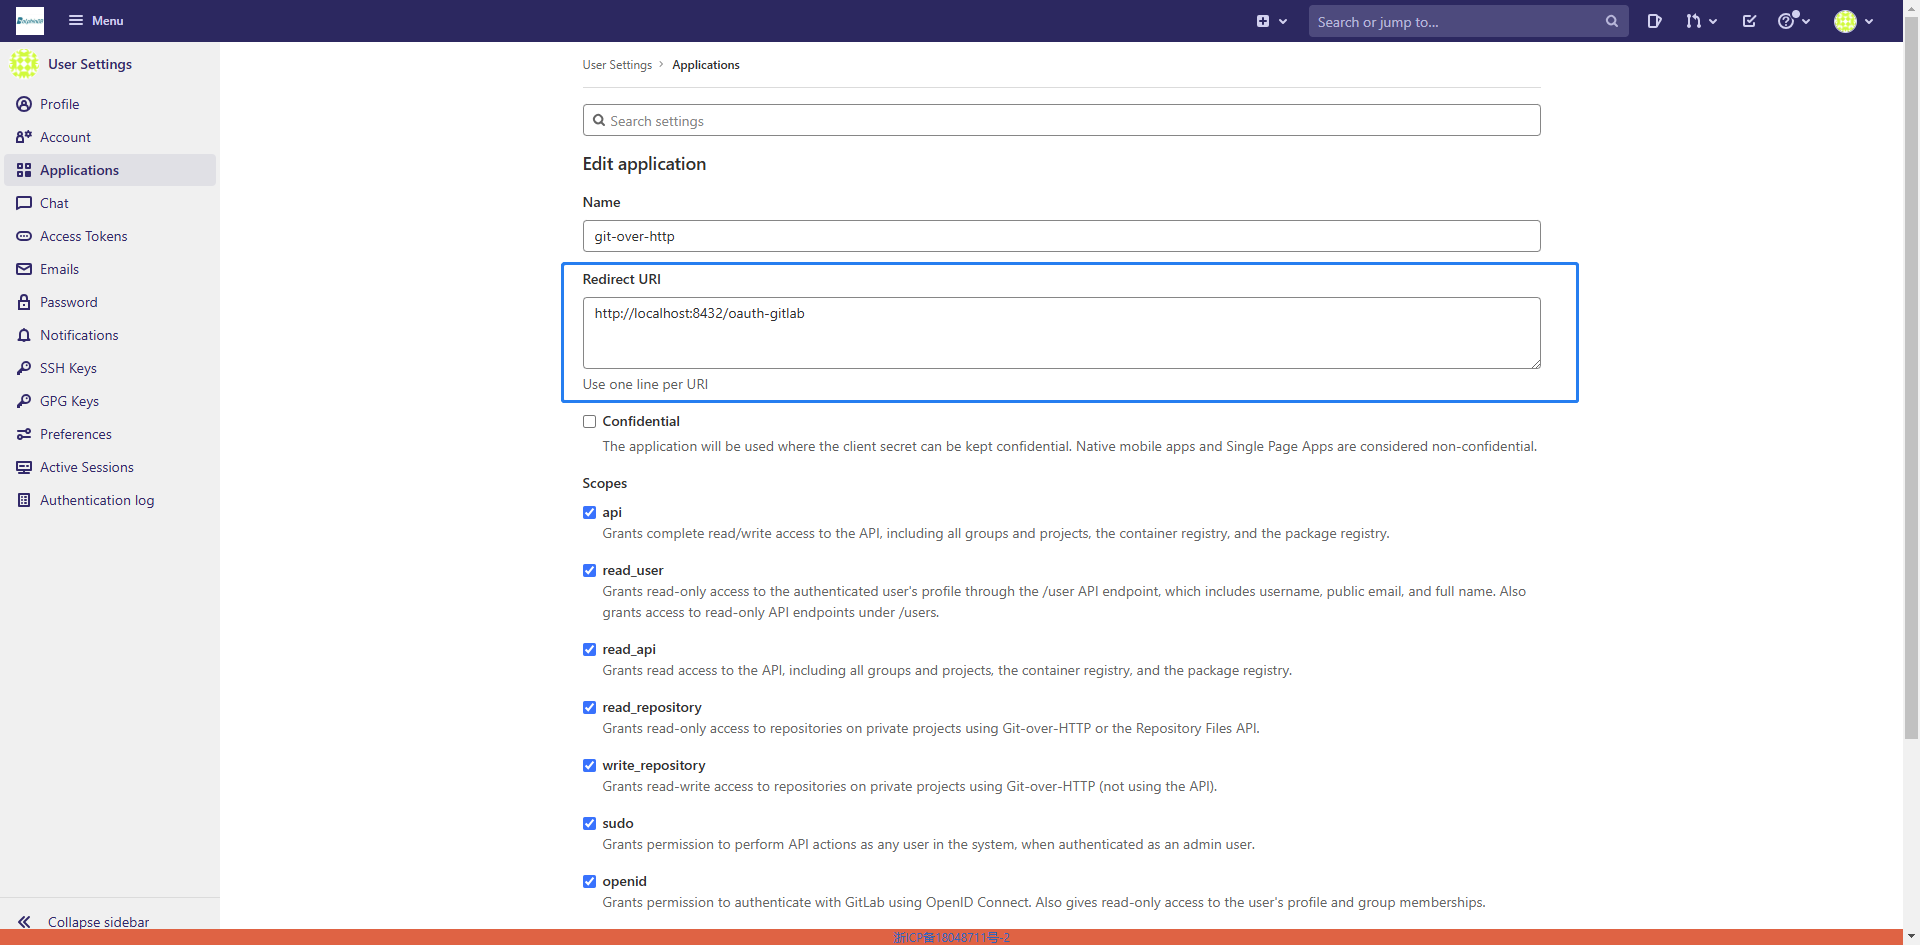 DolphinDB
Menu
Search or jump to...
User Settings
Profile
Account
Applications
Chat
Access Tokens
Emails
Password
Notifications
SSH Keys
GPG Keys
Preferences
Active Sessions
Authentication log
Collapse sidebar
User Settings › Applications
Search settings
Edit application
Name
git-over-http
Redirect URI
http://localhost:8432/oauth-gitlab
Use one line per URI
Confidential
The application will be used where the client secret can be kept confidential. Native mobile apps and Single Page Apps are considered non-confidential.
Scopes
api
Grants complete read/write access to the API, including all groups and projects, the container registry, and the package registry.
read_user
Grants read-only access to the authenticated user's profile through the /user API endpoint, which includes username, public email, and full name. Also
grants access to read-only API endpoints under /users.
read_api
Grants read access to the API, including all groups and projects, the container registry, and the package registry.
read_repository
Grants read-only access to repositories on private projects using Git-over-HTTP or the Repository Files API.
write_repository
Grants read-write access to repositories on private projects using Git-over-HTTP (not using the API).
sudo
Grants permission to perform API actions as any user in the system, when authenticated as an admin user.
openid
Grants permission to authenticate with GitLab using OpenID Connect. Also gives read-only access to the user's profile and group memberships.
浙ICP备18048711号-2